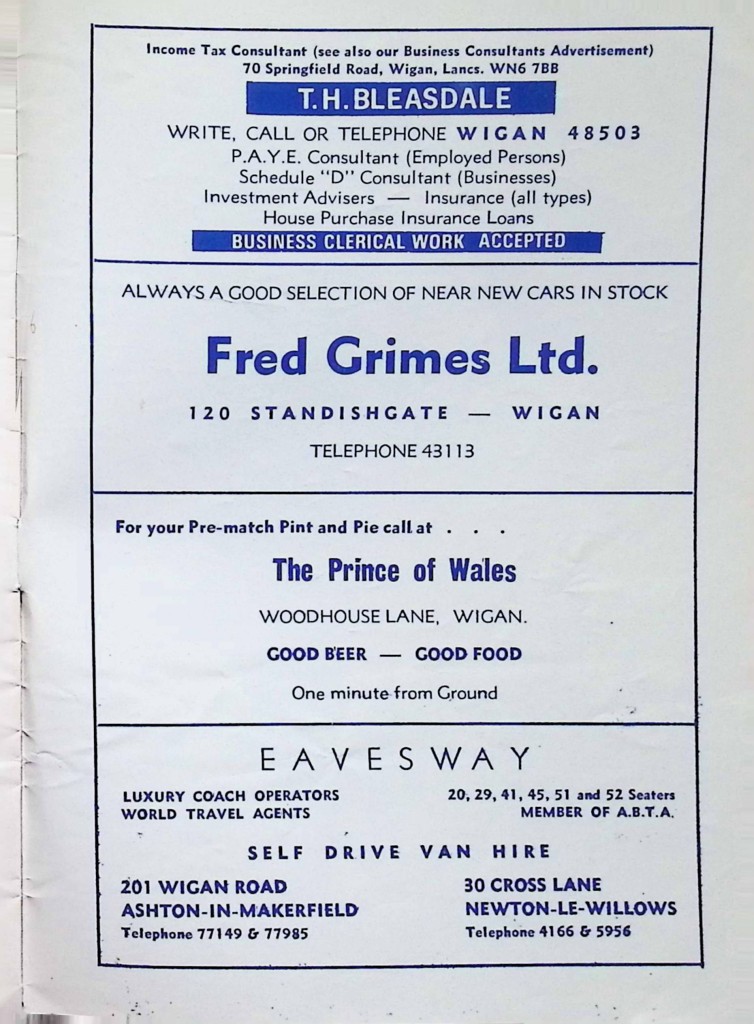 Income Tax Consultant (see also our Business Consultants Advertisement)
70 Springfield Road, Wigan, Lancs. WN6 7BB
T.H.BLEASDALE
WRITE, CALL OR TELEPHONE WIGAN 48503
P.A.Y.E. Consultant (Employed Persons)
Schedule "D" Consultant (Businesses)
Investment Advisers — Insurance (all types)
House Purchase Insurance Loans
BUSINESS CLERICAL WORK ACCEPTED
ALWAYS A GOOD SELECTION OF NEAR NEW CARS IN STOCK
Fred Grimes Ltd.
120 STANDISHGATE — WIGAN
TELEPHONE 43113
For your Pre-match Pint and Pie call at . . .
The Prince of Wales
WOODHOUSE LANE, WIGAN.
GOOD BEER — GOOD FOOD
One minute from Ground
EAVESWAY
LUXURY COACH OPERATORS 20, 29, 41, 45, 51 and 52 Seaters
WORLD TRAVEL AGENTS MEMBER OF A.B.T.A.
SELF DRIVE VAN HIRE
201 WIGAN ROAD 30 CROSS LANE
ASHTON-IN-MAKERFIELD NEWTON-LE-WILLOWS
Telephone 77149 & 77985 Telephone 4166 & 5956